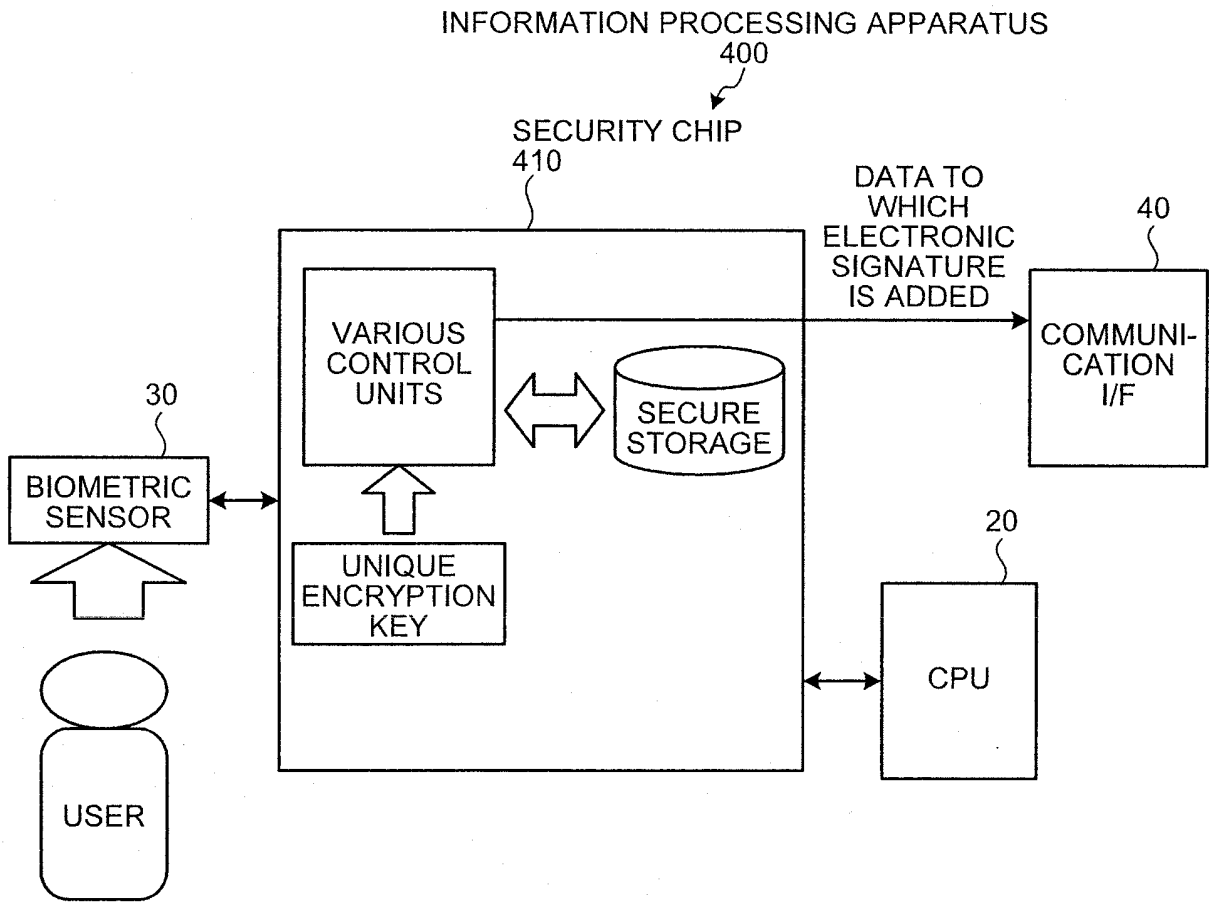 INFORMATION PROCESSING APPARATUS
400
SECURITY CHIP
410
DATA TO
WHICH
ELECTRONIC
SIGNATURE
IS ADDED
40
COMMUNI-
CATION
I/F
VARIOUS
CONTROL
UNITS
SECURE
STORAGE
30
BIOMETRIC
SENSOR
UNIQUE
ENCRYPTION
KEY
20
CPU
USER